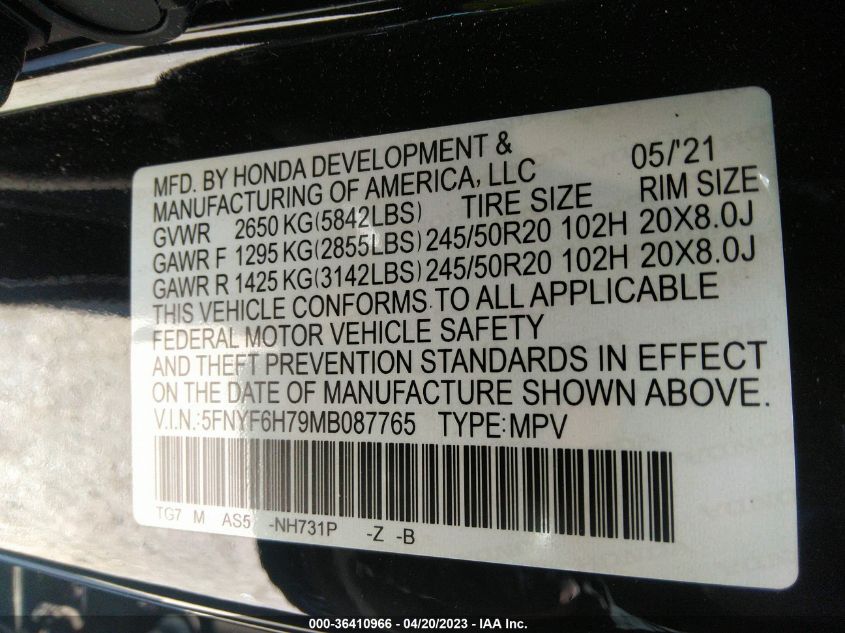 MFD. BY HONDA DEVELOPMENT & 05/'21
MANUFACTURING OF AMERICA, LLC
GVWR 2650 KG(5842LBS) TIRE SIZE RIM SIZE
GAWR F 1295 KG(2855LBS) 245/50R20 102H 20X8.0J
GAWR R 1425 KG(3142LBS) 245/50R20 102H 20X8.0J
THIS VEHICLE CONFORMS TO ALL APPLICABLE
FEDERAL MOTOR VEHICLE SAFETY
AND THEFT PREVENTION STANDARDS IN EFFECT
ON THE DATE OF MANUFACTURE SHOWN ABOVE.
V.I.N.:5FNYF6H79MB087765 TYPE:MPV
TG7 M AS5 -NH731P -Z -B
000-36410966 - 04/20/2023 - IAA Inc.